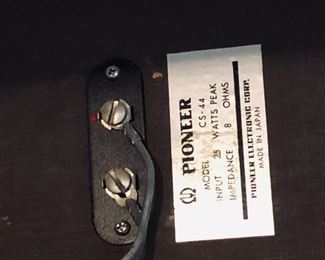 PIONEER
MODEL CS-44
INPUT 25 WATTS PEAK
IMPEDANCE 8 OHMS
PIONEER ELECTRONIC CORP.
MADE IN JAPAN